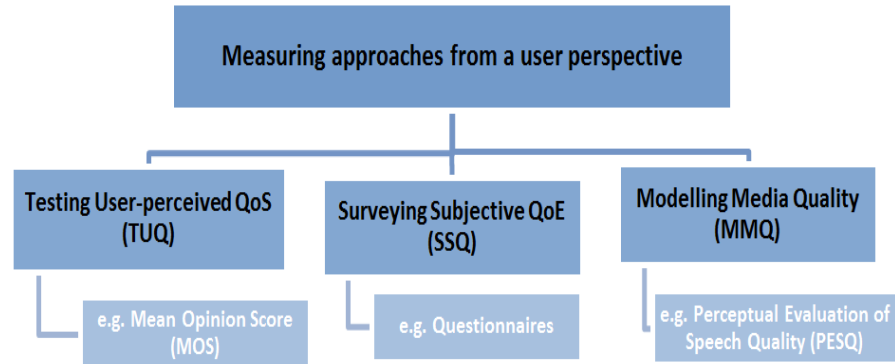 Measuring approaches from a user perspective
Testing User-perceived QoS
(TUQ)
Surveying Subjective QoE
(SSQ)
Modelling Media Quality
(MMQ)
e.g. Mean Opinion Score
(MOS)
e.g. Questionnaires
e.g. Perceptual Evaluation of
Speech Quality (PESQ)